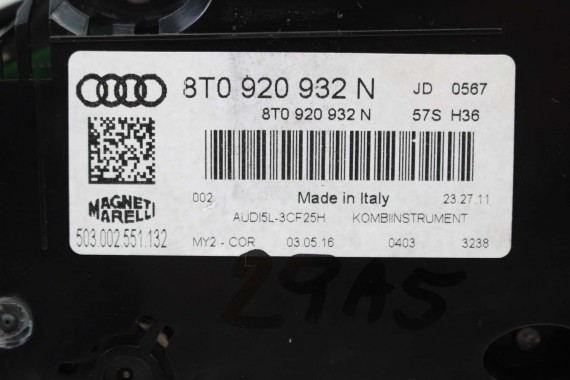 8T0 920 932 N JD 0567
8T0 920 932 N 57S H36
002 Made in Italy 23.27.11
MAGNETI
MARELLI
AUDI5L-3CF25H KOMBIINSTRUMENT
503.002.551.132 MY2 - COR 03.05.16 0403 3238
29A5